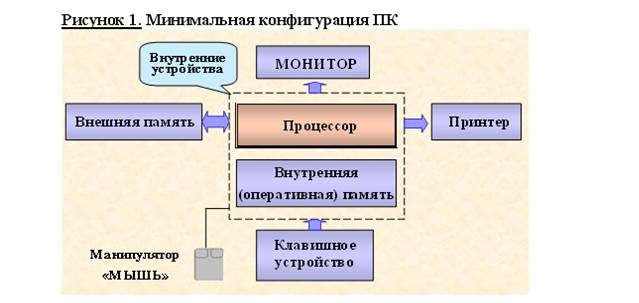 Рисунок 1. Минимальная конфигурация ПК
Внутренние
устройства
МОНИТОР
Внешняя память
Процессор
Принтер
Внутренняя
(оперативная) память
Манипулятор
«МЫШЬ»
Клавишное
устройство